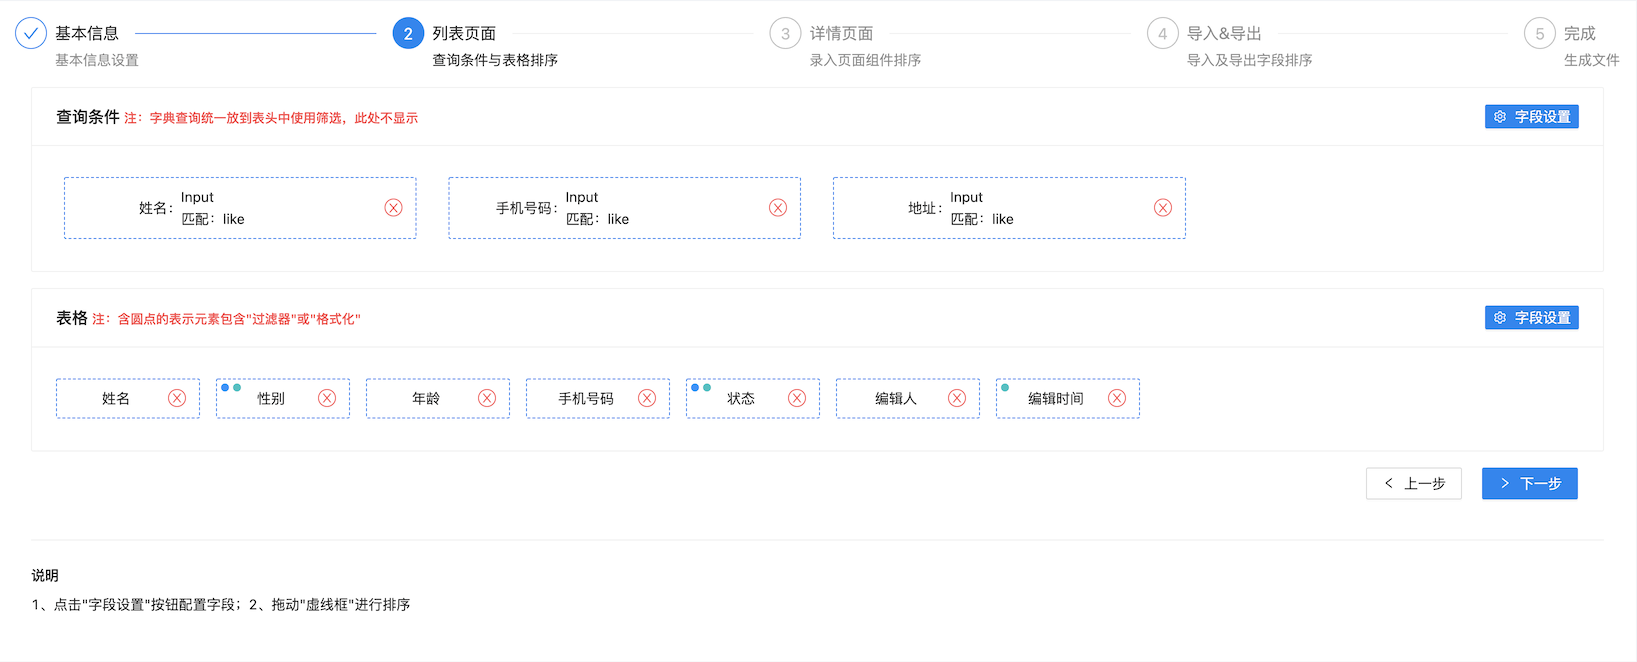 基本信息
基本信息设置
2
列表页面
查询条件与表格排序
3
详情页面
录入页面组件排序
4
导入&导出
导入及导出字段排序
5
完成
生成文件
查询条件 注：字典查询统一放到表头中使用筛选，此处不显示
字段设置
姓名： Input
匹配：like
手机号码： Input
匹配：like
地址： Input
匹配：like
表格 注：含圆点的表示元素包含"过滤器"或"格式化"
字段设置
姓名
性别
年龄
手机号码
状态
编辑人
编辑时间
上一步
下一步
说明
1、点击"字段设置"按钮配置字段；2、拖动"虚线框"进行排序